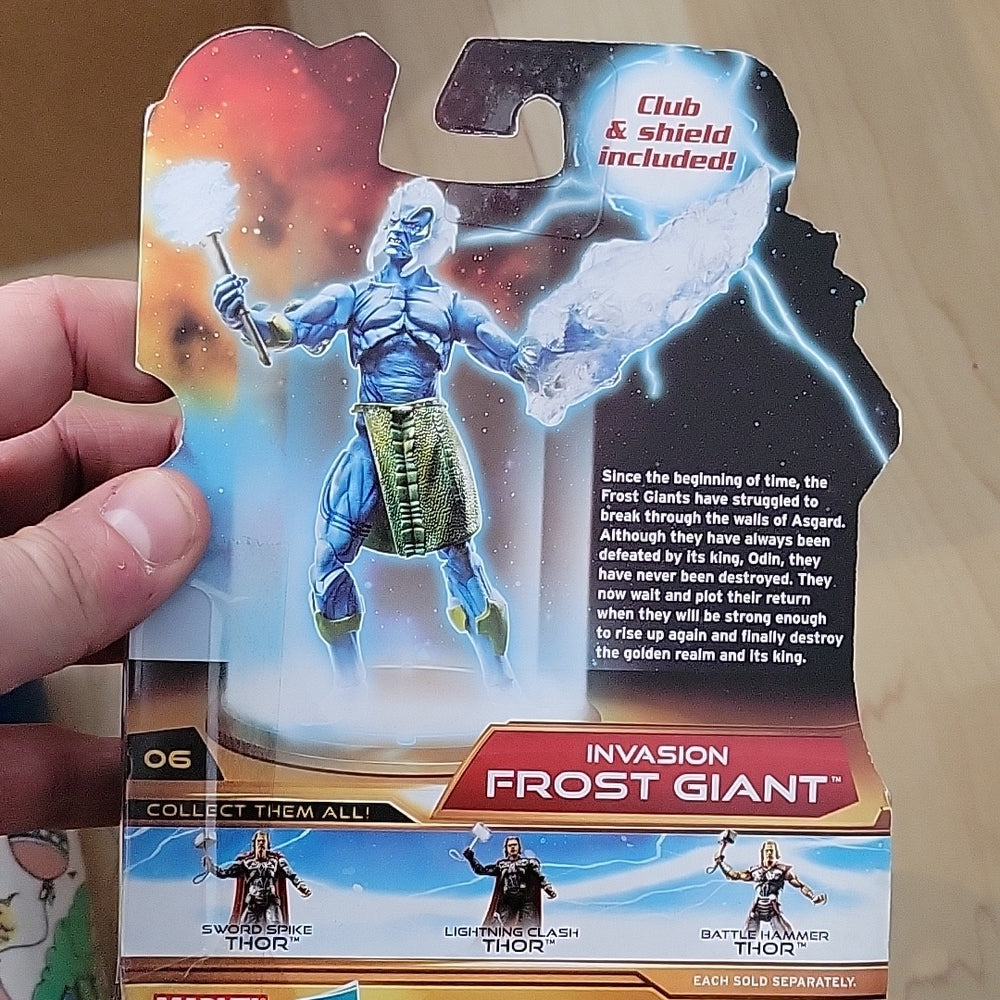 Club
& shield
included!
Since the beginning of time, the
Frost Giants have struggled to
break through the walls of Asgard.
Although they have always been
defeated by its king, Odin, they
have never been destroyed. They
now wait and plot their return
when they will be strong enough
to rise up again and finally destroy
the golden realm and its king.
06
INVASION
FROST GIANT™
COLLECT THEM ALL!
SWORD SPIKE
THOR™
LIGHTNING CLASH
THOR™
BATTLE HAMMER
THOR™
EACH SOLD SEPARATELY.